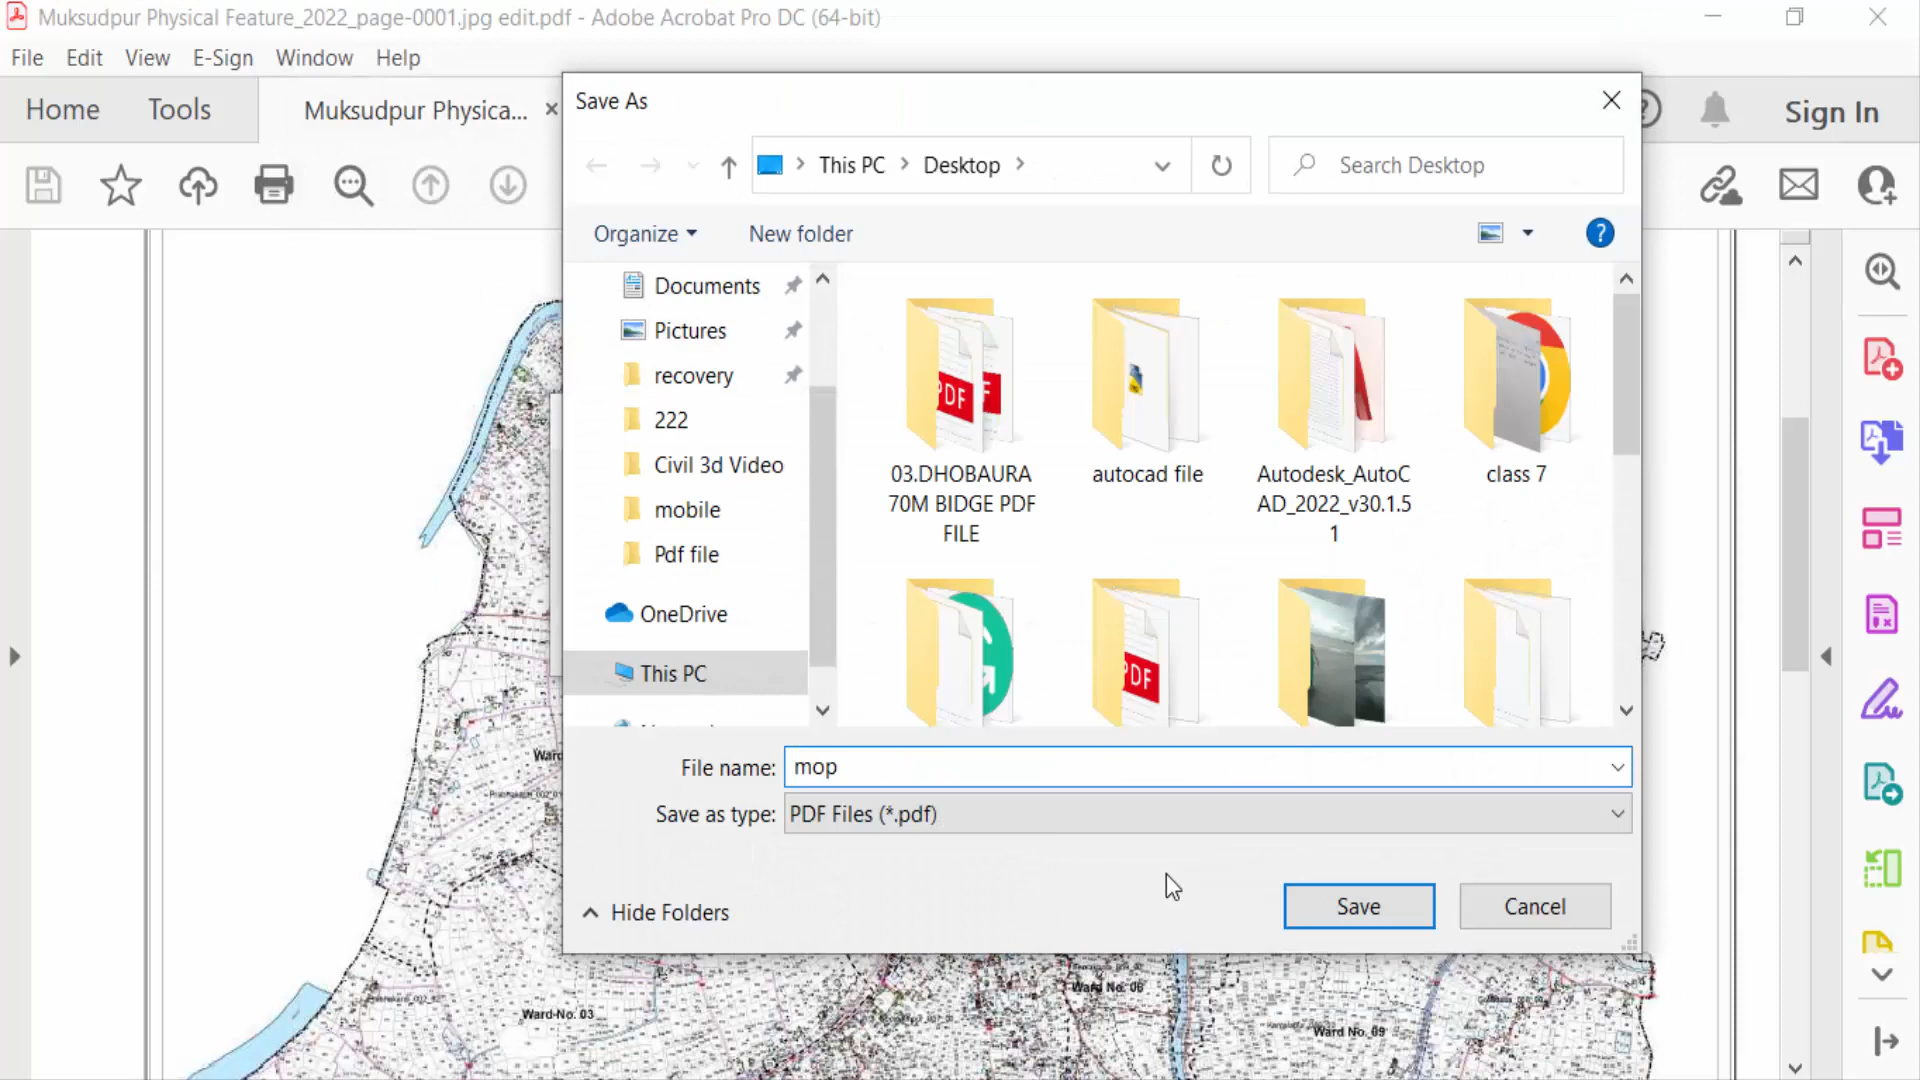 Muksudpur Physical Feature_2022_page-0001.jpg edit.pdf - Adobe Acrobat Pro DC (64-bit)
File Edit View E-Sign Window Help
Home Tools Muksudpur Physica... Sign In
Save As
This PC Desktop Search Desktop
Organize New folder
Documents
Pictures
recovery
222
Civil 3d Video
mobile
Pdf file
OneDrive
This PC
03.DHOBAURA
70M BIDGE PDF
FILE
autocad file
Autodesk_AutoC
AD_2022_v30.1.5
1
class 7
PDF
File name: mop
Save as type: PDF Files (*.pdf)
Hide Folders Save Cancel
Ward No. 06
Ward-No. 03
Ward No. 09